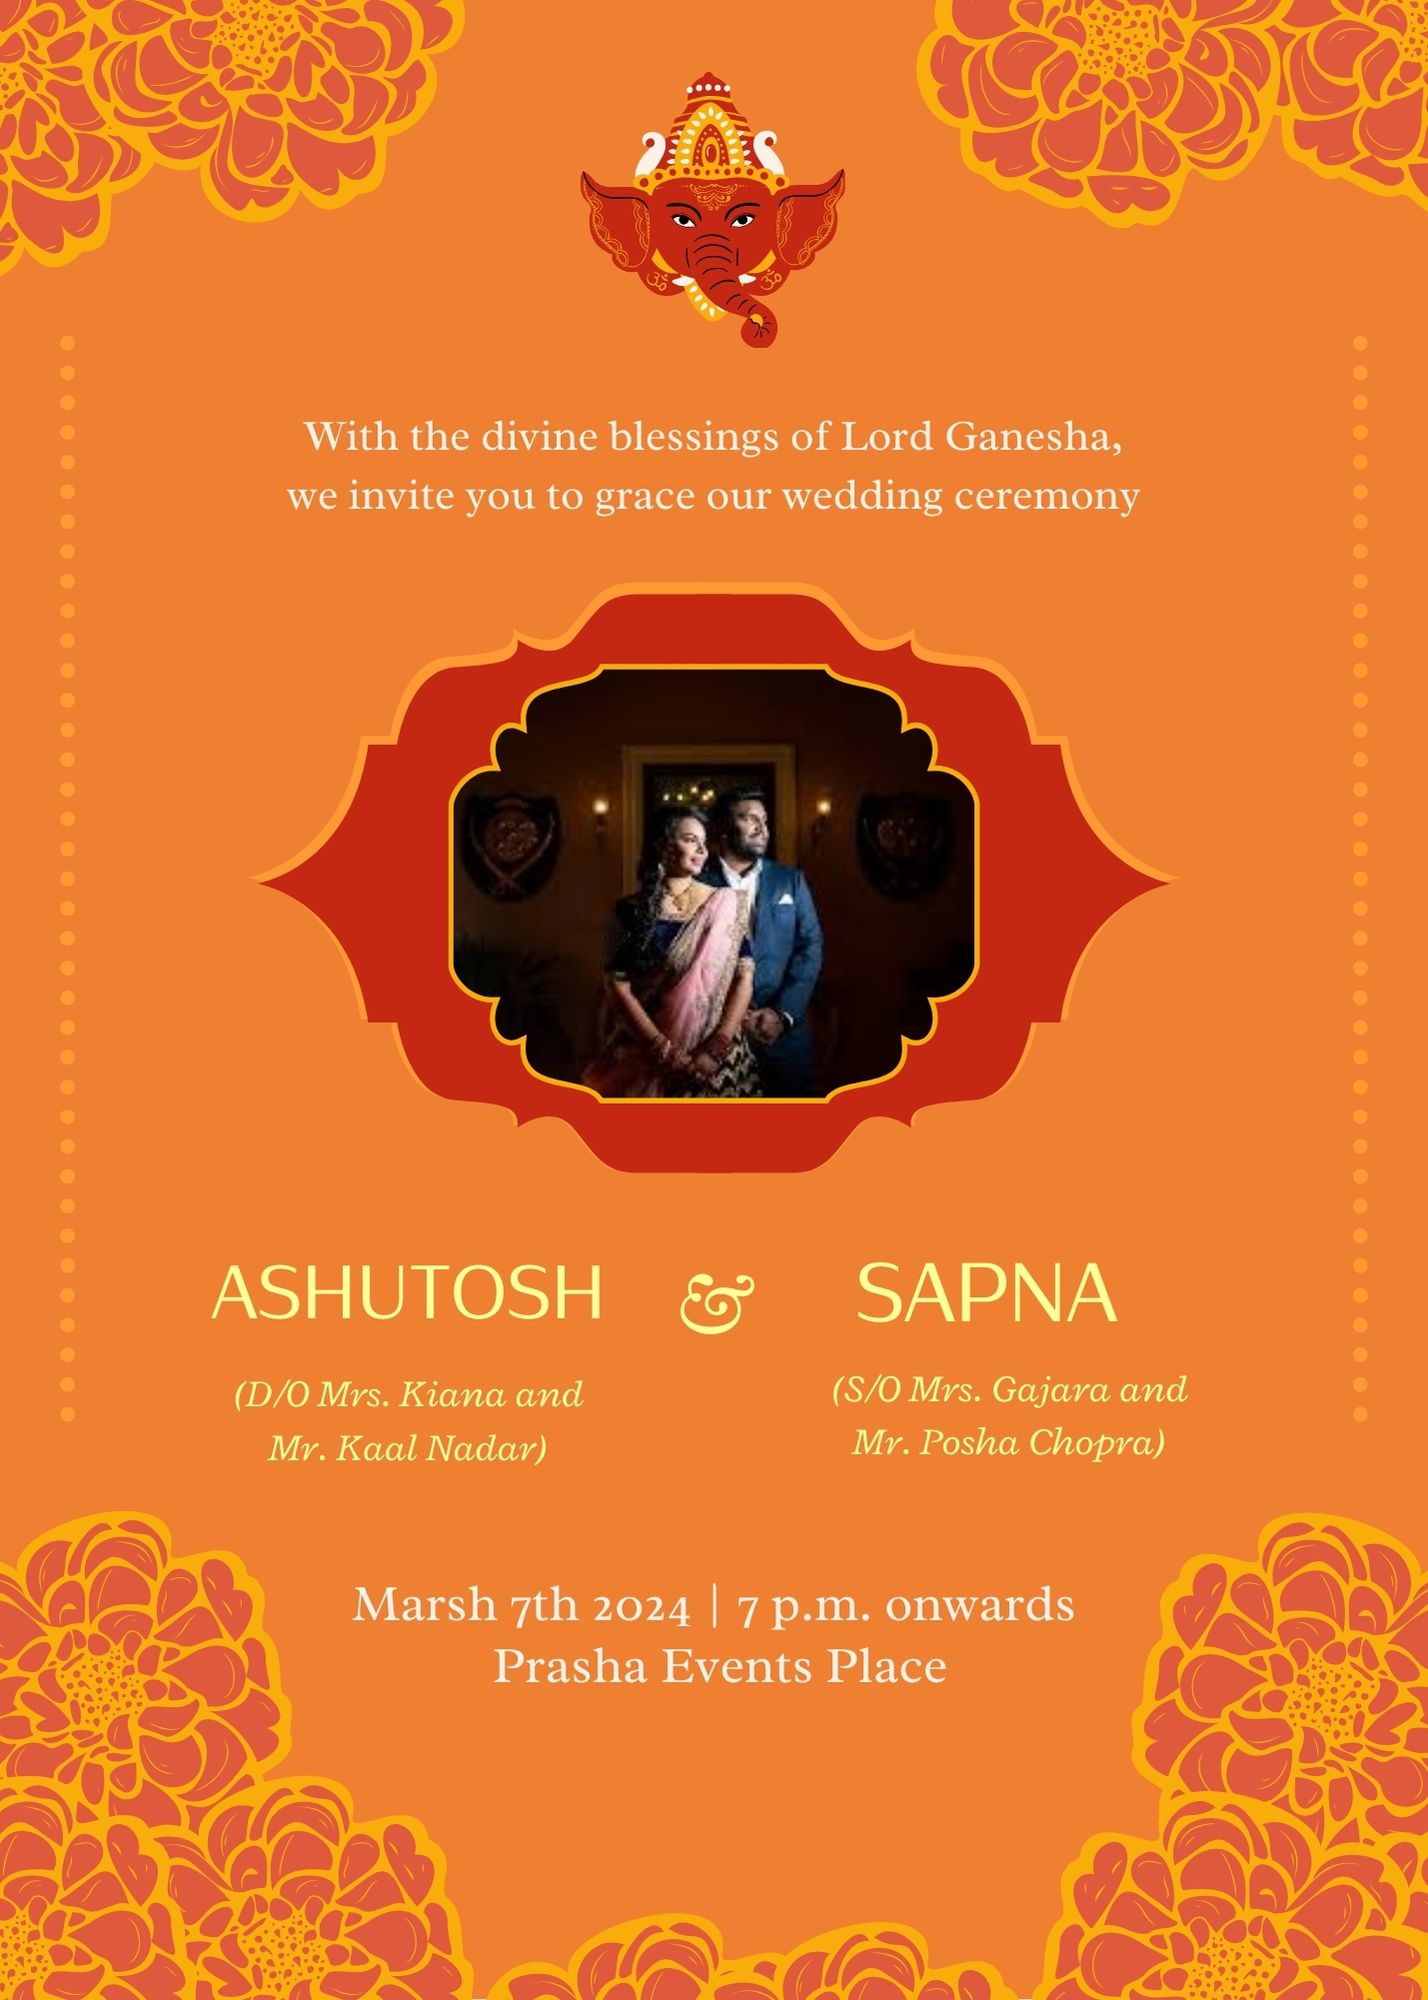 With the divine blessings of Lord Ganesha,
we invite you to grace our wedding ceremony
ASHUTOSH & SAPNA
(D/O Mrs. Kiana and
Mr. Kaal Nadar)
(S/O Mrs. Gajara and
Mr. Posha Chopra)
Marsh 7th 2024 | 7 p.m. onwards
Prasha Events Place